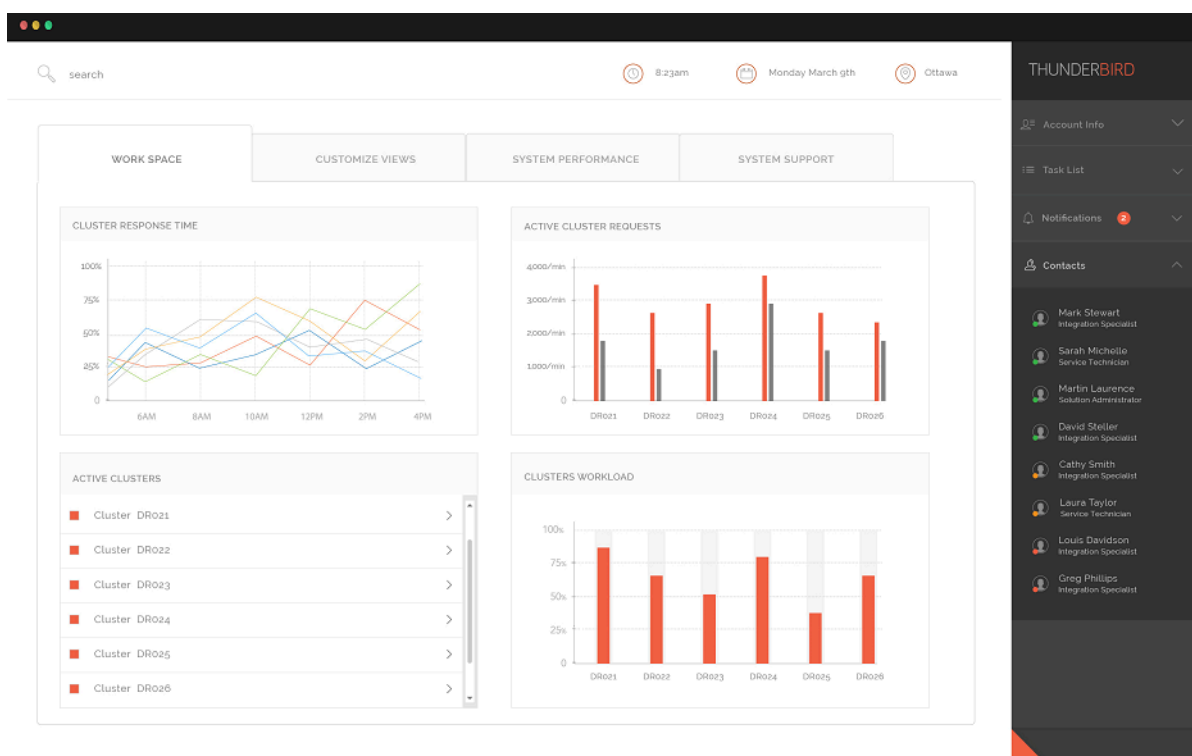 search
8:23am
Monday March 9th
Ottawa
THUNDERBIRD
WORK SPACE
CUSTOMIZE VIEWS
SYSTEM PERFORMANCE
SYSTEM SUPPORT
CLUSTER RESPONSE TIME
100%
75%
50%
25%
0
6AM 8AM 10AM 12PM 2PM 4PM
ACTIVE CLUSTER REQUESTS
4000/min
3000/min
2000/min
1000/min
0
DR021 DR022 DR023 DR024 DR025 DR026
ACTIVE CLUSTERS
Cluster DR021
Cluster DR022
Cluster DR023
Cluster DR024
Cluster DR025
Cluster DR026
CLUSTERS WORKLOAD
100%
75%
50%
25%
0
DR021 DR022 DR023 DR024 DR025 DR026
Account Info
Task List
Notifications 2
Contacts
Mark Stewart
Integration Specialist
Sarah Michelle
Service Technician
Martin Laurence
Solution Administrator
David Steller
Integration Specialist
Cathy Smith
Integration Specialist
Laura Taylor
Service Technician
Louis Davidson
Integration Specialist
Greg Phillips
Integration Specialist